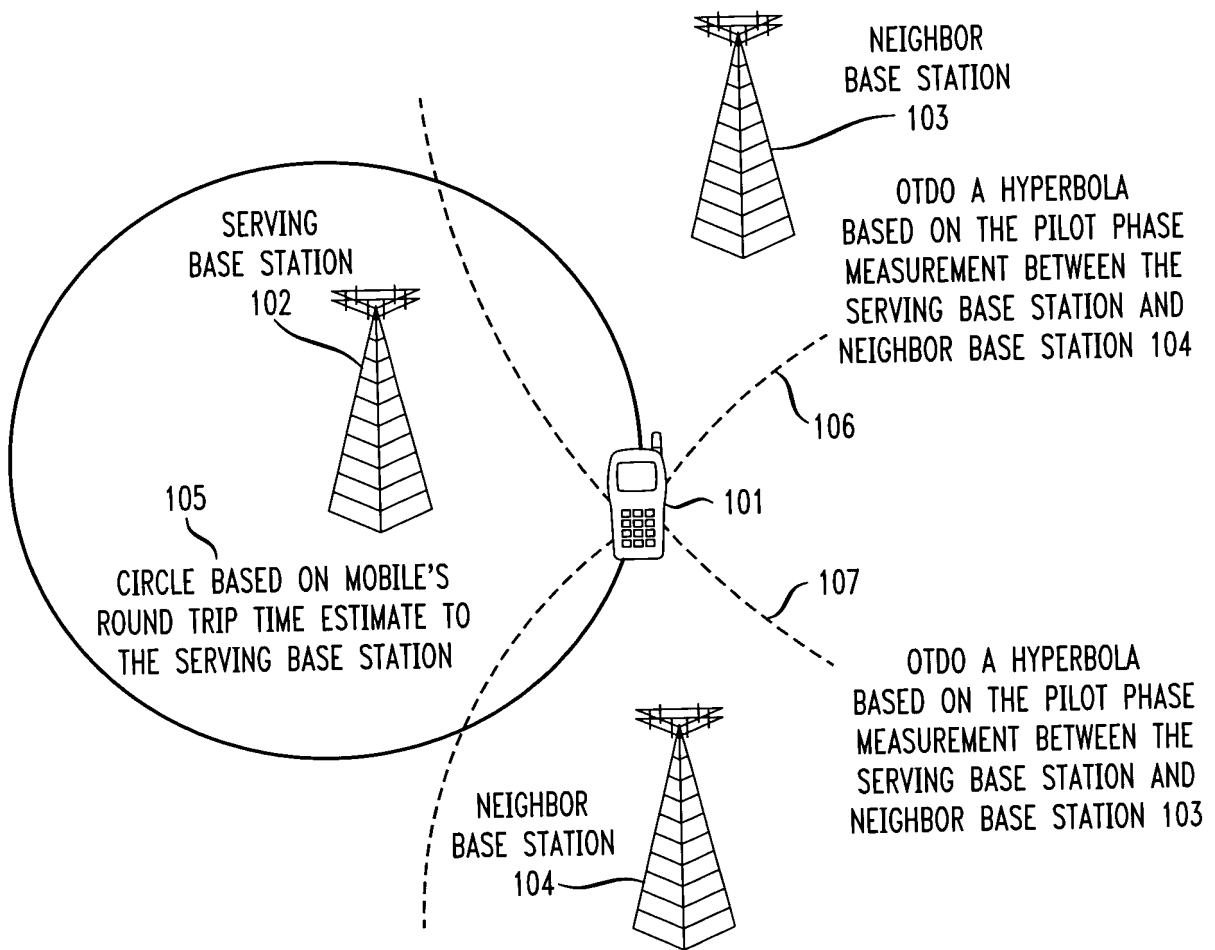 NEIGHBOR
BASE STATION
103
SERVING
BASE STATION
102
OTDO A HYPERBOLA
BASED ON THE PILOT PHASE
MEASUREMENT BETWEEN THE
SERVING BASE STATION AND
NEIGHBOR BASE STATION 104
106
101
105
CIRCLE BASED ON MOBILE'S
ROUND TRIP TIME ESTIMATE TO
THE SERVING BASE STATION
107
OTDO A HYPERBOLA
BASED ON THE PILOT PHASE
MEASUREMENT BETWEEN THE
SERVING BASE STATION AND
NEIGHBOR BASE STATION 103
NEIGHBOR
BASE STATION
104